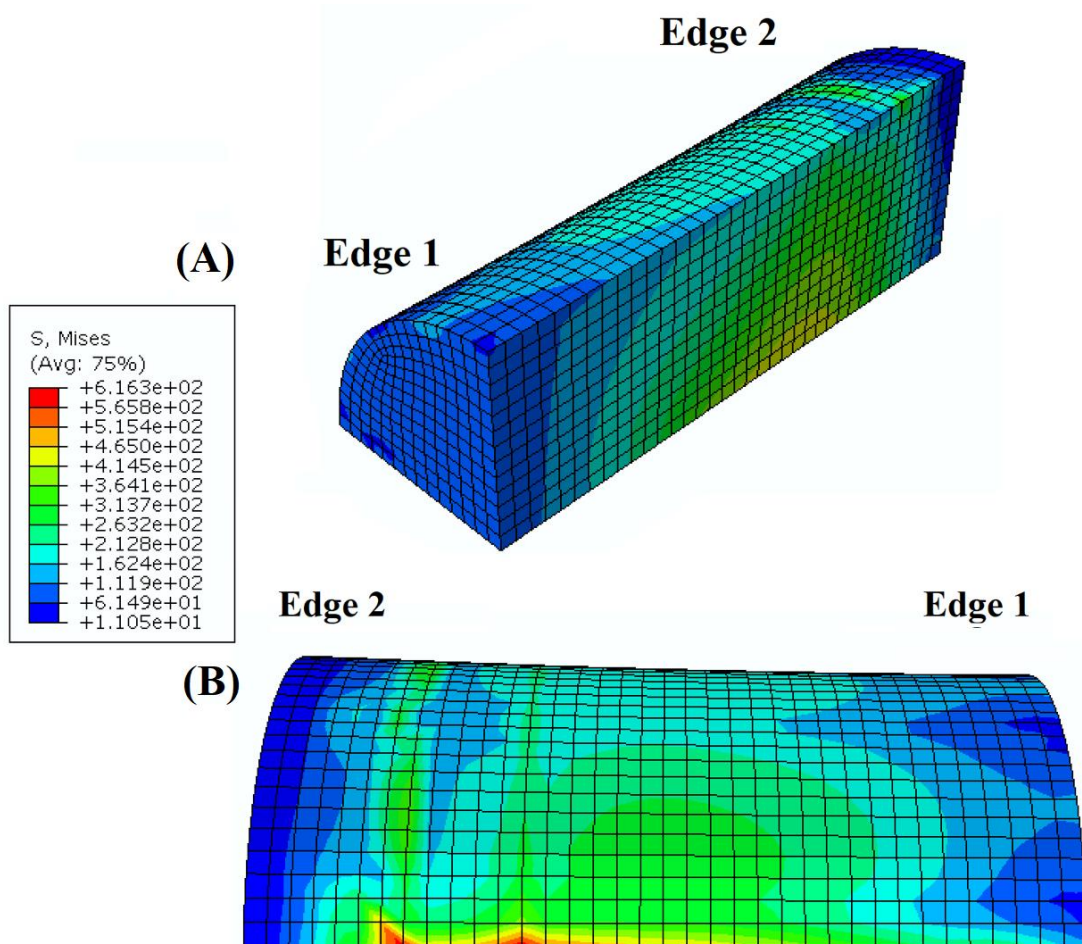 Edge 2
(A)
Edge 1
S, Mises
(Avg: 75%)
+6.163e+02
+5.658e+02
+5.154e+02
+4.650e+02
+4.145e+02
+3.641e+02
+3.137e+02
+2.632e+02
+2.128e+02
+1.624e+02
+1.119e+02
+6.149e+01
+1.105e+01
Edge 2
Edge 1
(B)